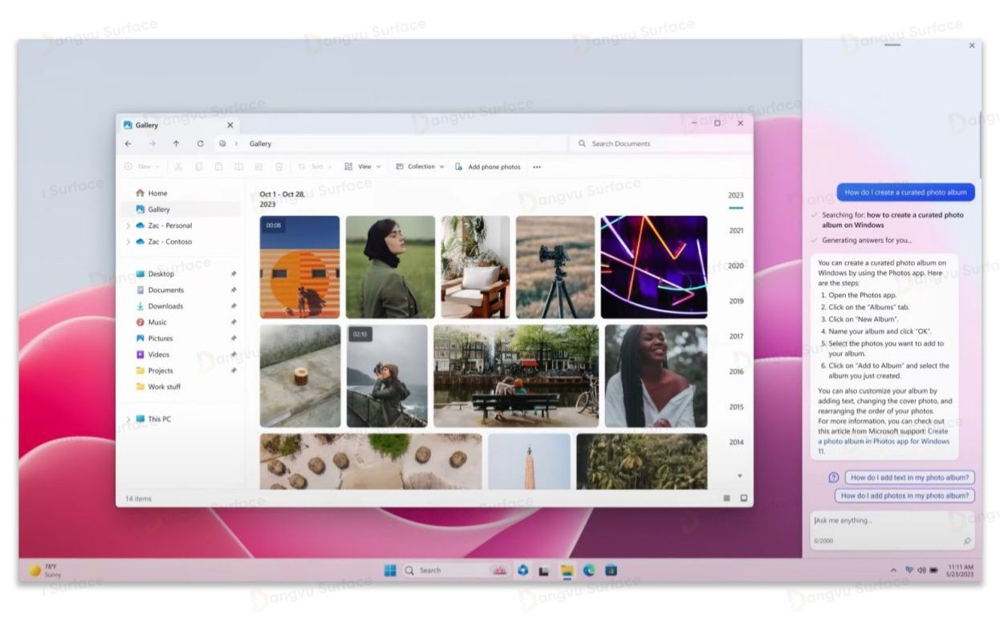 Dangvu Surface
Gallery
Gallery
Search Documents
New
Sort
View
Collection
Add phone photos
Home
Gallery
Zac - Personal
Zac - Contoso
Desktop
Documents
Downloads
Music
Pictures
Videos
Projects
Work stuff
This PC
14 items
Oct 1 - Oct 28,
2023
00:08
02:10
2023
2021
2020
2019
2017
2016
2015
2014
How do I create a curated photo album
Searching for: how to create a curated photo
album on Windows
Generating answers for you...
You can create a curated photo album on
Windows by using the Photos app. Here
are the steps:
1. Open the Photos app.
2. Click on the "Albums" tab.
3. Click on "New Album".
4. Name your album and click "OK".
5. Select the photos you want to add to
your album.
6. Click on "Add to Album" and select the
album you just created.
You can also customize your album by
adding text, changing the cover photo, and
rearranging the order of your photos.
For more information, you can check out
this article from Microsoft support: Create
a photo album in Photos app for Windows
11.
How do I add text in my photo album?
How do I add photos in my photo album?
Ask me anything...
0/2000
78°F
Sunny
Search
11:11 AM
5/23/2023